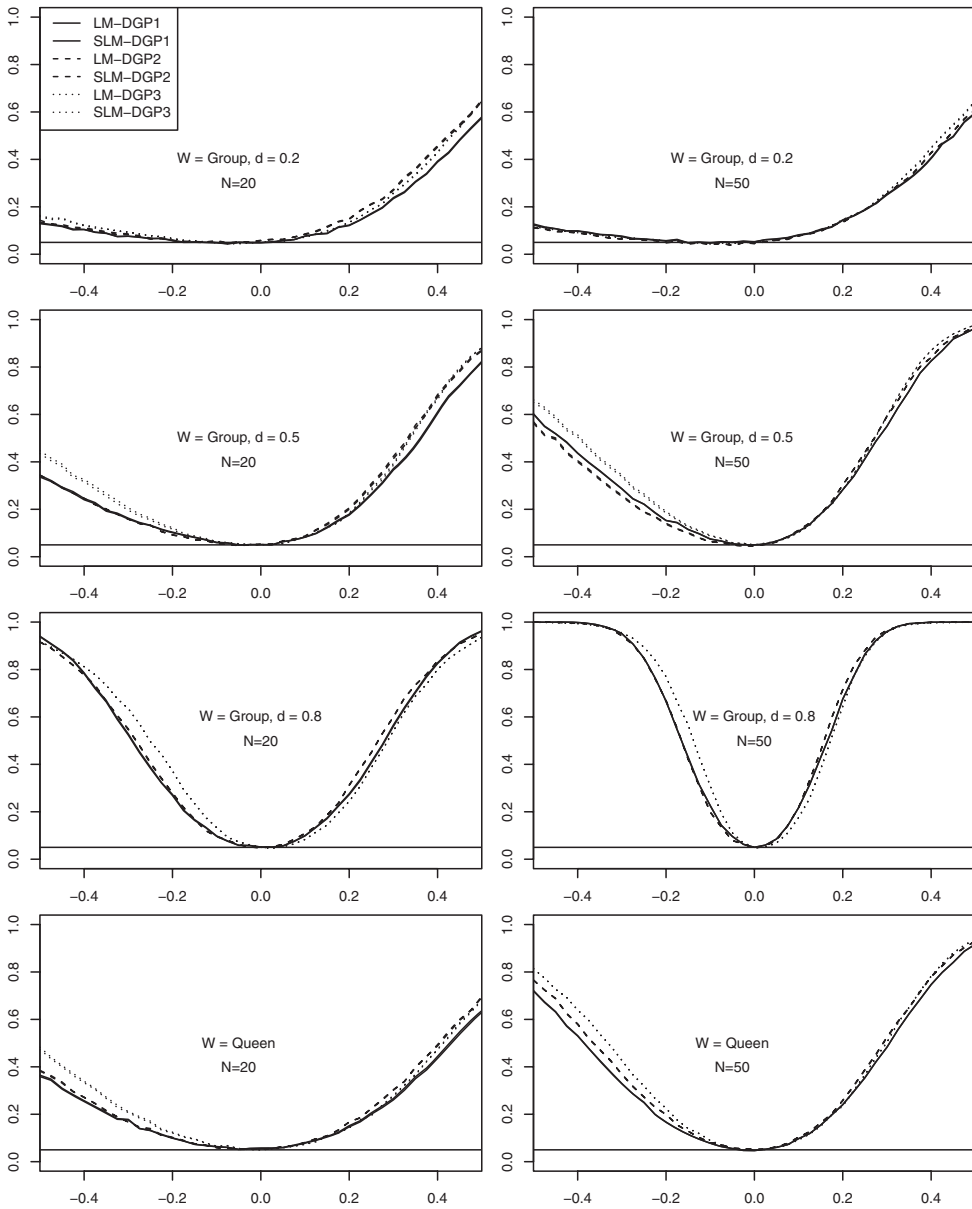 LM−DGP1
SLM−DGP1
LM−DGP2
SLM−DGP2
LM−DGP3
SLM−DGP3
W = Group, d = 0.2
N=20
0.0 0.2 0.4 0.6 0.8 1.0
−0.4 −0.2 0.0 0.2 0.4
W = Group, d = 0.2
N=50
0.0 0.2 0.4 0.6 0.8 1.0
−0.4 −0.2 0.0 0.2 0.4
W = Group, d = 0.5
N=20
0.0 0.2 0.4 0.6 0.8 1.0
−0.4 −0.2 0.0 0.2 0.4
W = Group, d = 0.5
N=50
0.0 0.2 0.4 0.6 0.8 1.0
−0.4 −0.2 0.0 0.2 0.4
W = Group, d = 0.8
N=20
0.0 0.2 0.4 0.6 0.8 1.0
−0.4 −0.2 0.0 0.2 0.4
W = Group, d = 0.8
N=50
0.0 0.2 0.4 0.6 0.8 1.0
−0.4 −0.2 0.0 0.2 0.4
W = Queen
N=20
0.0 0.2 0.4 0.6 0.8 1.0
−0.4 −0.2 0.0 0.2 0.4
W = Queen
N=50
0.0 0.2 0.4 0.6 0.8 1.0
−0.4 −0.2 0.0 0.2 0.4